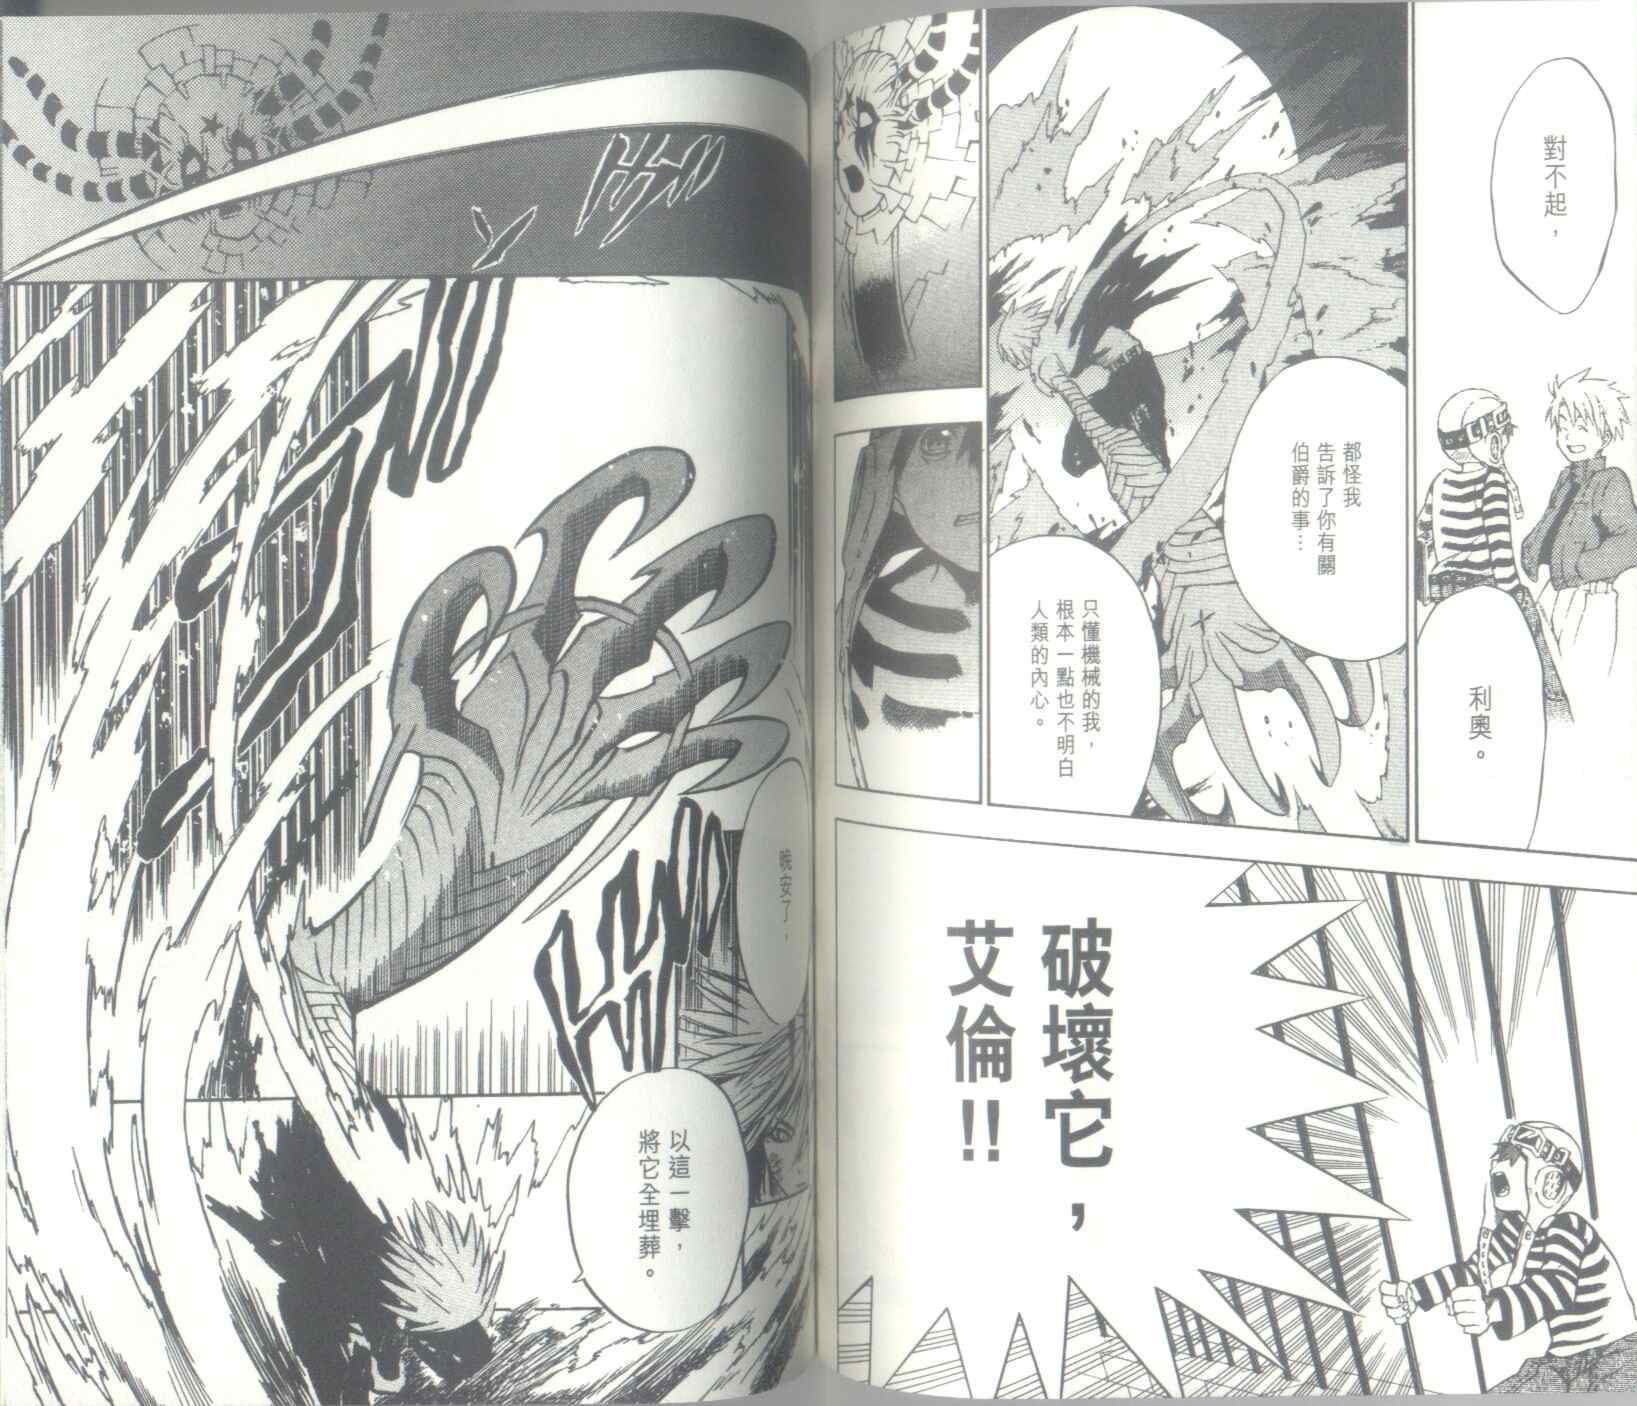 對不起，
利奧。
都怪我
告訴了你有關
伯爵的事…
只懂機械的我，
根本一點也不明白
人類的內心。
破壞它，
艾倫!!
晚安了，
以這一擊，
將它全埋葬。